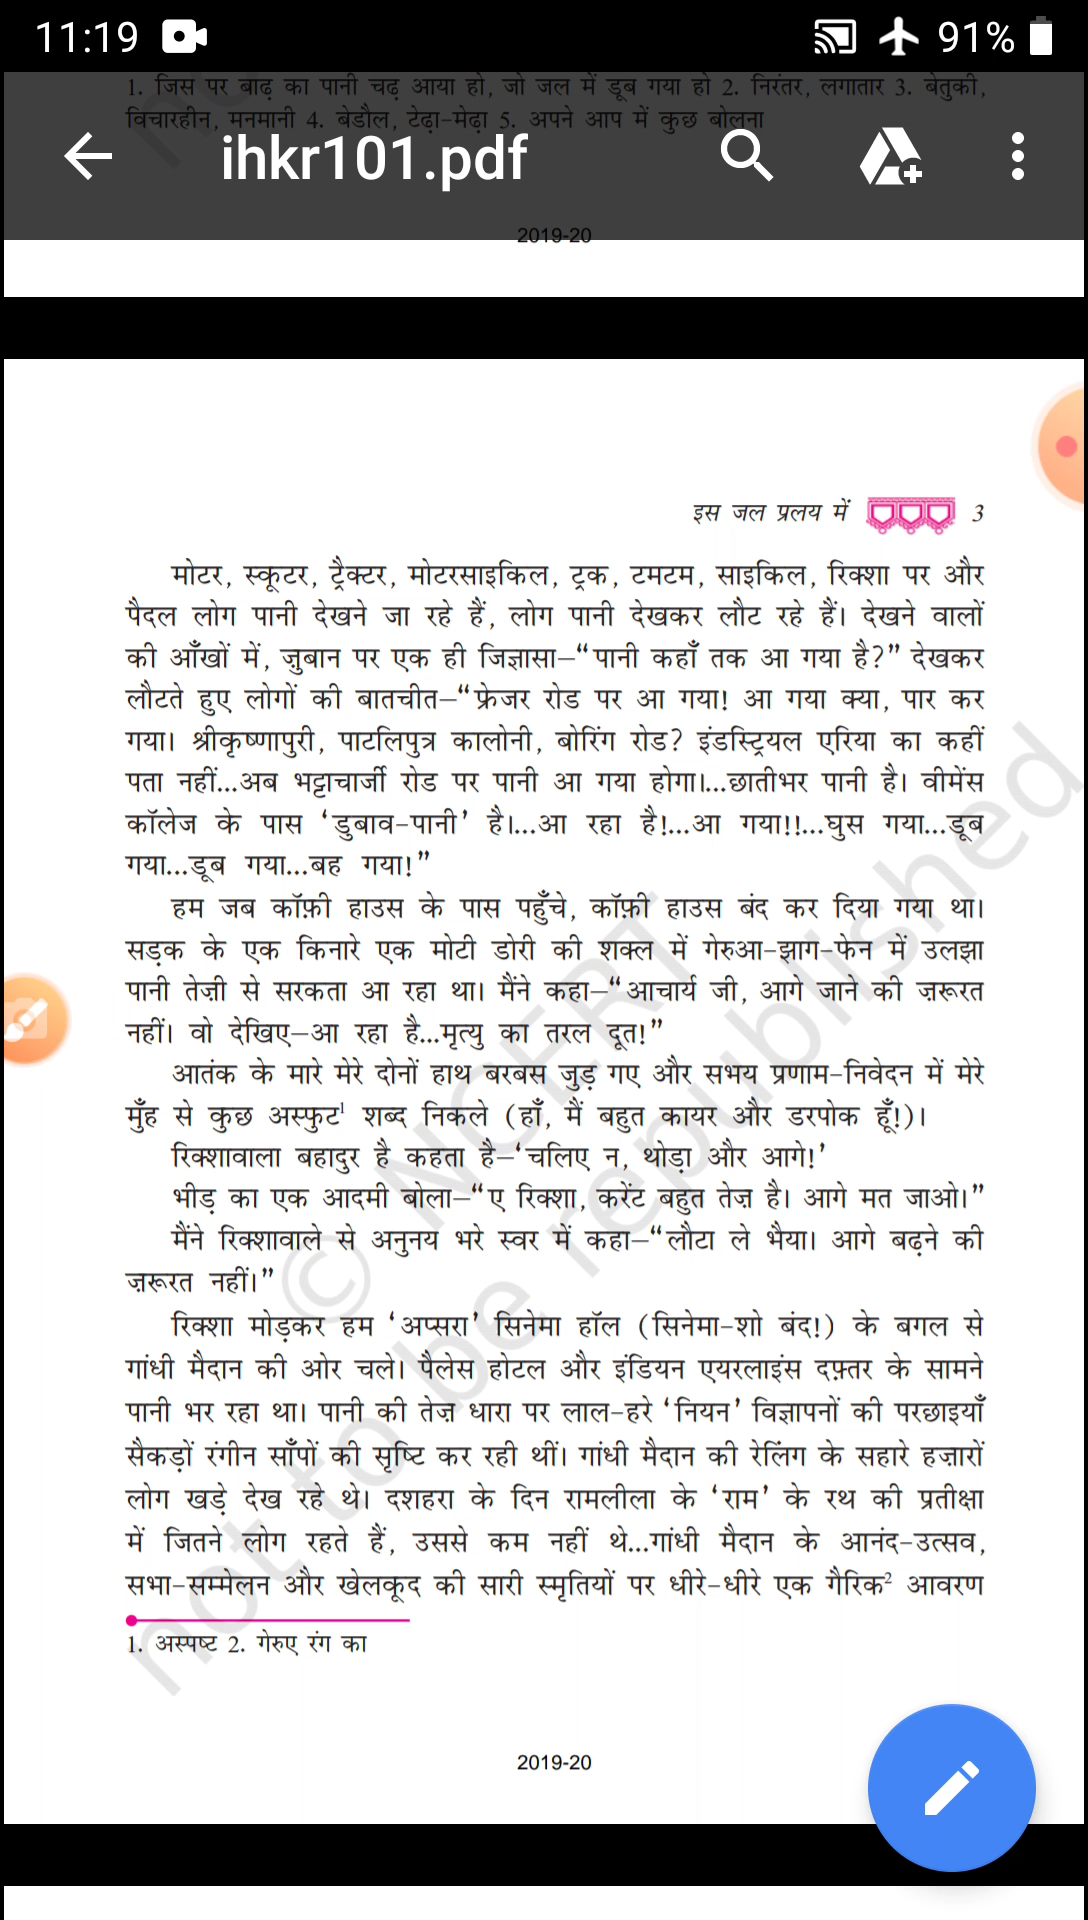 11:19 91%
1. जिस पर बाढ़ का पानी चढ़ आया हो, जो जल में डूब गया हो 2. निरंतर, लगातार 3. बेतुकी,
विचारहीन, मनमानी 4. बेडौल, टेढ़ा-मेढ़ा 5. अपने आप में कुछ बोलना
ihkr101.pdf
2019-20
इस जल प्रलय में 3
मोटर, स्कूटर, ट्रैक्टर, मोटरसाइकिल, ट्रक, टमटम, साइकिल, रिक्शा पर और
पैदल लोग पानी देखने जा रहे हैं, लोग पानी देखकर लौट रहे हैं। देखने वालों
की आँखों में, जुबान पर एक ही जिज्ञासा–“पानी कहाँ तक आ गया है?” देखकर
लौटते हुए लोगों की बातचीत–“फ्रेजर रोड पर आ गया! आ गया क्या, पार कर
गया। श्रीकृष्णापुरी, पाटलिपुत्र कालोनी, बोरिंग रोड? इंडस्ट्रियल एरिया का कहीं
पता नहीं...अब भट्टाचार्जी रोड पर पानी आ गया होगा।...छातीभर पानी है। वीमेंस
कॉलेज के पास ‘डुबाव-पानी’ है।...आ रहा है!...आ गया!!...घुस गया...डूब
गया...डूब गया...बह गया!”
हम जब कॉफ़ी हाउस के पास पहुँचे, कॉफ़ी हाउस बंद कर दिया गया था।
सड़क के एक किनारे एक मोटी डोरी की शक्ल में गेरुआ-झाग-फेन में उलझा
पानी तेज़ी से सरकता आ रहा था। मैंने कहा–“आचार्य जी, आगे जाने की ज़रूरत
नहीं। वो देखिए–आ रहा है...मृत्यु का तरल दूत!”
आतंक के मारे मेरे दोनों हाथ बरबस जुड़ गए और सभय प्रणाम-निवेदन में मेरे
मुँह से कुछ अस्फुट¹ शब्द निकले (हाँ, मैं बहुत कायर और डरपोक हूँ!)।
रिक्शावाला बहादुर है कहता है–‘चलिए न, थोड़ा और आगे!’
भीड़ का एक आदमी बोला–“ए रिक्शा, करेंट बहुत तेज़ है। आगे मत जाओ।”
मैंने रिक्शावाले से अनुनय भरे स्वर में कहा–“लौटा ले भैया। आगे बढ़ने की
ज़रूरत नहीं।”
रिक्शा मोड़कर हम ‘अप्सरा’ सिनेमा हॉल (सिनेमा-शो बंद!) के बगल से
गांधी मैदान की ओर चले। पैलेस होटल और इंडियन एयरलाइंस दफ़्तर के सामने
पानी भर रहा था। पानी की तेज़ धारा पर लाल-हरे ‘नियन’ विज्ञापनों की परछाइयाँ
सैकड़ों रंगीन साँपों की सृष्टि कर रही थीं। गांधी मैदान की रेलिंग के सहारे हज़ारों
लोग खड़े देख रहे थे। दशहरा के दिन रामलीला के ‘राम’ के रथ की प्रतीक्षा
में जितने लोग रहते हैं, उससे कम नहीं थे...गांधी मैदान के आनंद-उत्सव,
सभा-सम्मेलन और खेलकूद की सारी स्मृतियों पर धीरे-धीरे एक गैरिक² आवरण
1. अस्पष्ट 2. गेरुए रंग का
© NCERT
not to be republished
2019-20